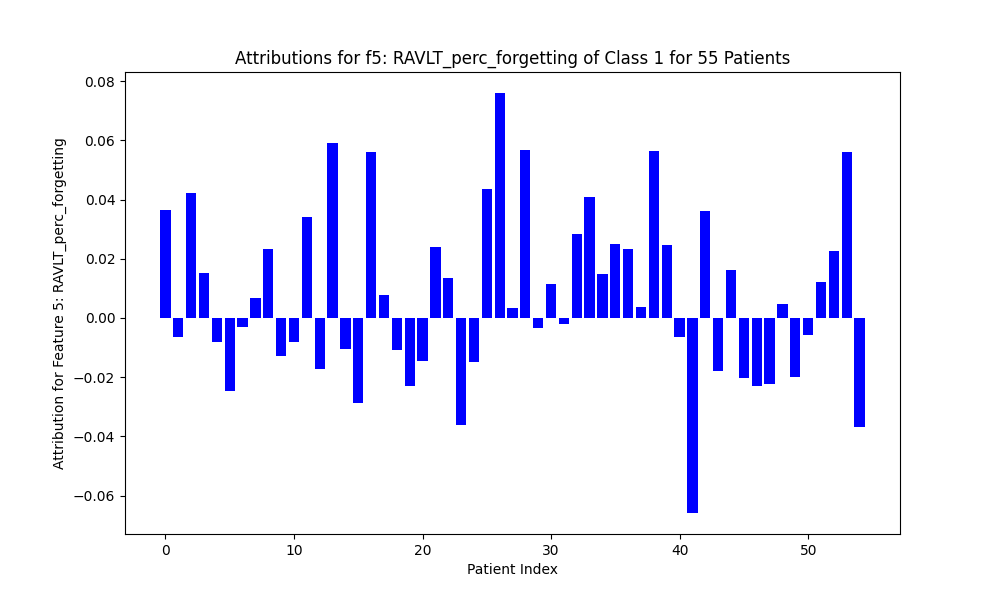 Attributions for f5: RAVLT_perc_forgetting of Class 1 for 55 Patients
Attribution for Feature 5: RAVLT_perc_forgetting
0.08
0.06
0.04
0.02
0.00
−0.02
−0.04
−0.06
0 10 20 30 40 50
Patient Index